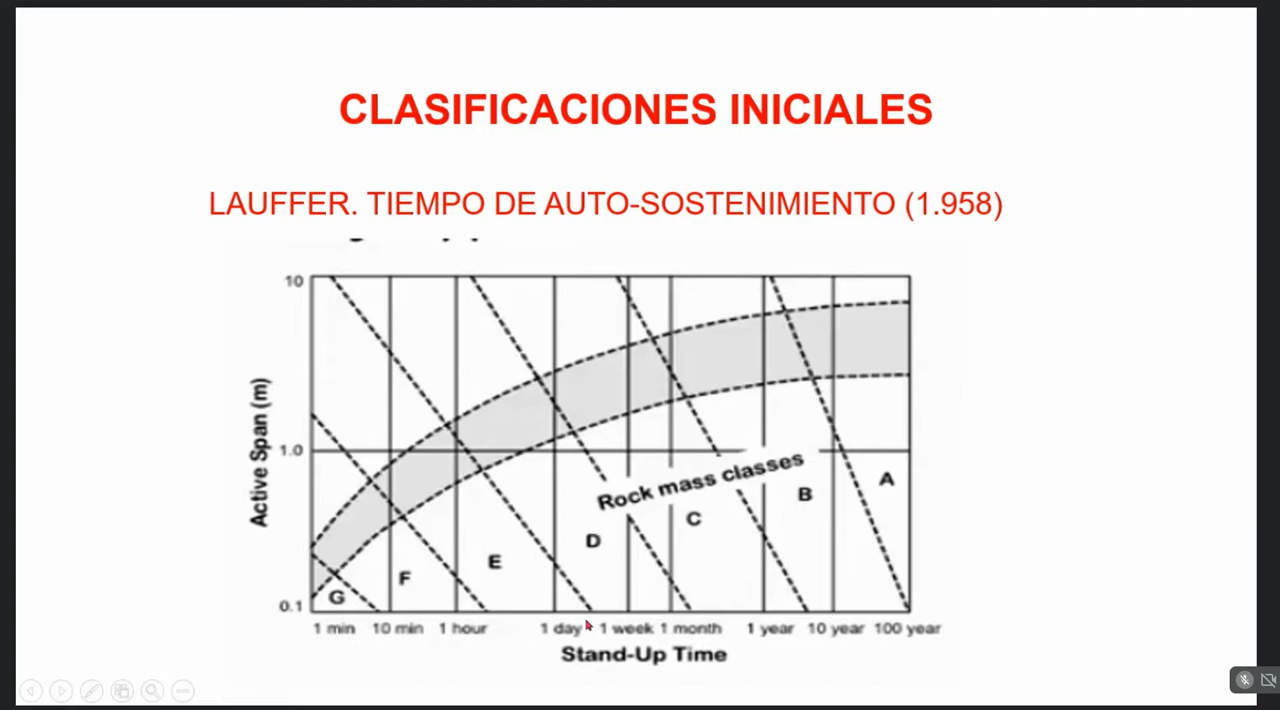 CLASIFICACIONES INICIALES
LAUFFER. TIEMPO DE AUTO-SOSTENIMIENTO (1.958)
10
1.0
0.1
Active Span (m)
Rock mass classes
A
B
C
D
E
F
G
1 min 10 min 1 hour 1 day 1 week 1 month 1 year 10 year 100 year
Stand-Up Time